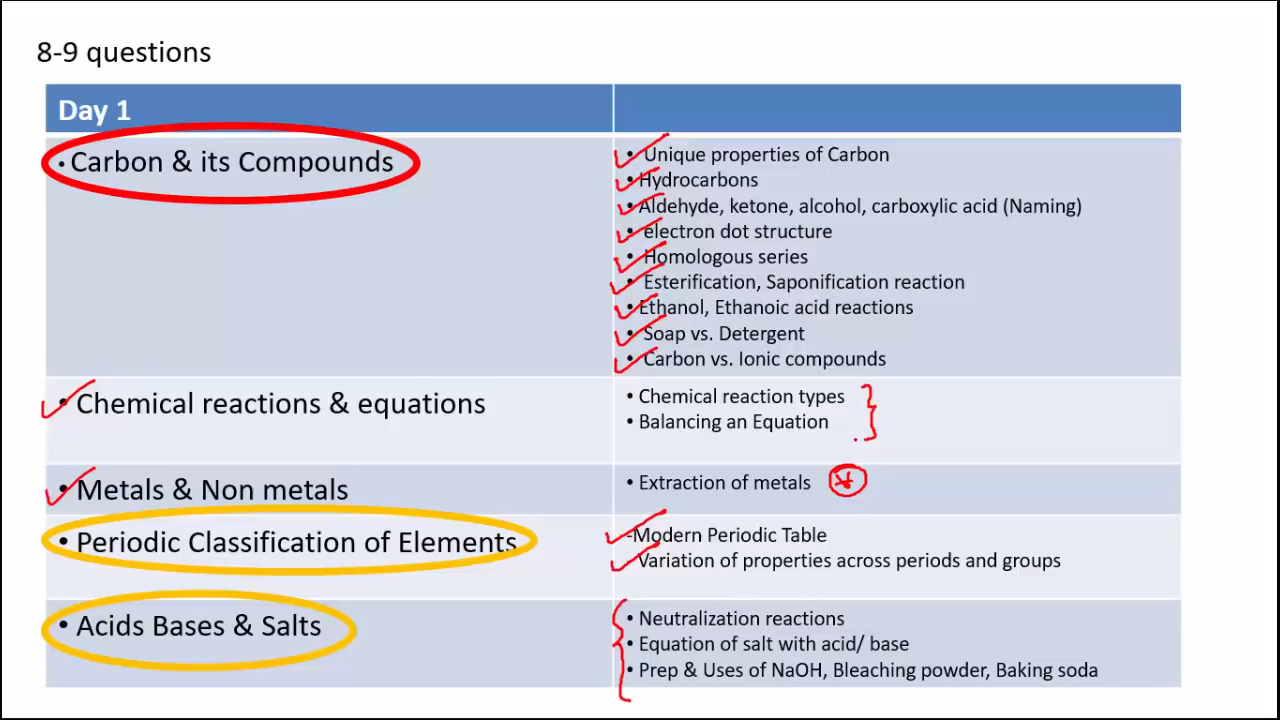 8-9 questions
Day 1
• Carbon & its Compounds
• Unique properties of Carbon
• Hydrocarbons
• Aldehyde, ketone, alcohol, carboxylic acid (Naming)
• electron dot structure
• Homologous series
• Esterification, Saponification reaction
• Ethanol, Ethanoic acid reactions
• Soap vs. Detergent
• Carbon vs. Ionic compounds
• Chemical reactions & equations
• Chemical reaction types
• Balancing an Equation
• Metals & Non metals
• Extraction of metals
• Periodic Classification of Elements
-Modern Periodic Table
Variation of properties across periods and groups
• Acids Bases & Salts
• Neutralization reactions
• Equation of salt with acid/ base
• Prep & Uses of NaOH, Bleaching powder, Baking soda